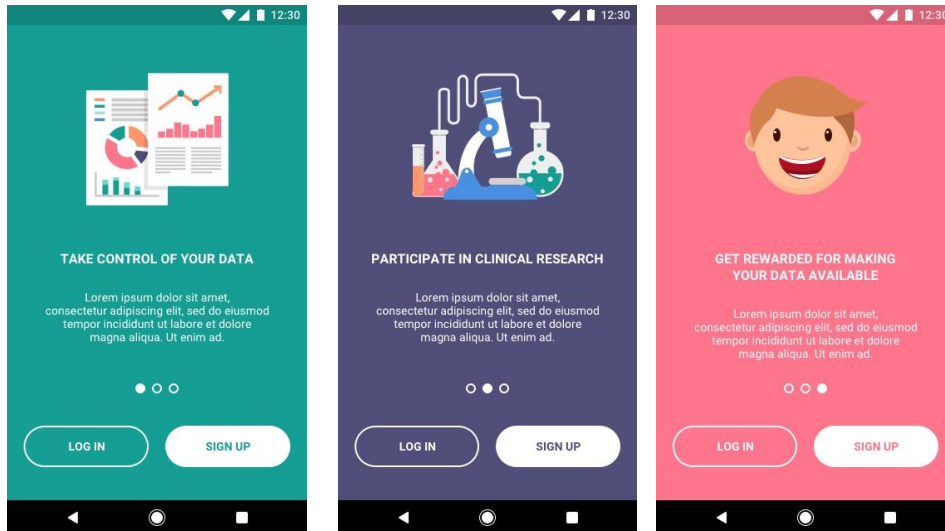 12:30
TAKE CONTROL OF YOUR DATA
Lorem ipsum dolor sit amet,
consectetur adipiscing elit, sed do eiusmod
tempor incididunt ut labore et dolore
magna aliqua. Ut enim ad.
LOG IN
SIGN UP
12:30
PARTICIPATE IN CLINICAL RESEARCH
Lorem ipsum dolor sit amet,
consectetur adipiscing elit, sed do eiusmod
tempor incididunt ut labore et dolore
magna aliqua. Ut enim ad.
LOG IN
SIGN UP
12:30
GET REWARDED FOR MAKING
YOUR DATA AVAILABLE
Lorem ipsum dolor sit amet,
consectetur adipiscing elit, sed do eiusmod
tempor incididunt ut labore et dolore
magna aliqua. Ut enim ad.
LOG IN
SIGN UP